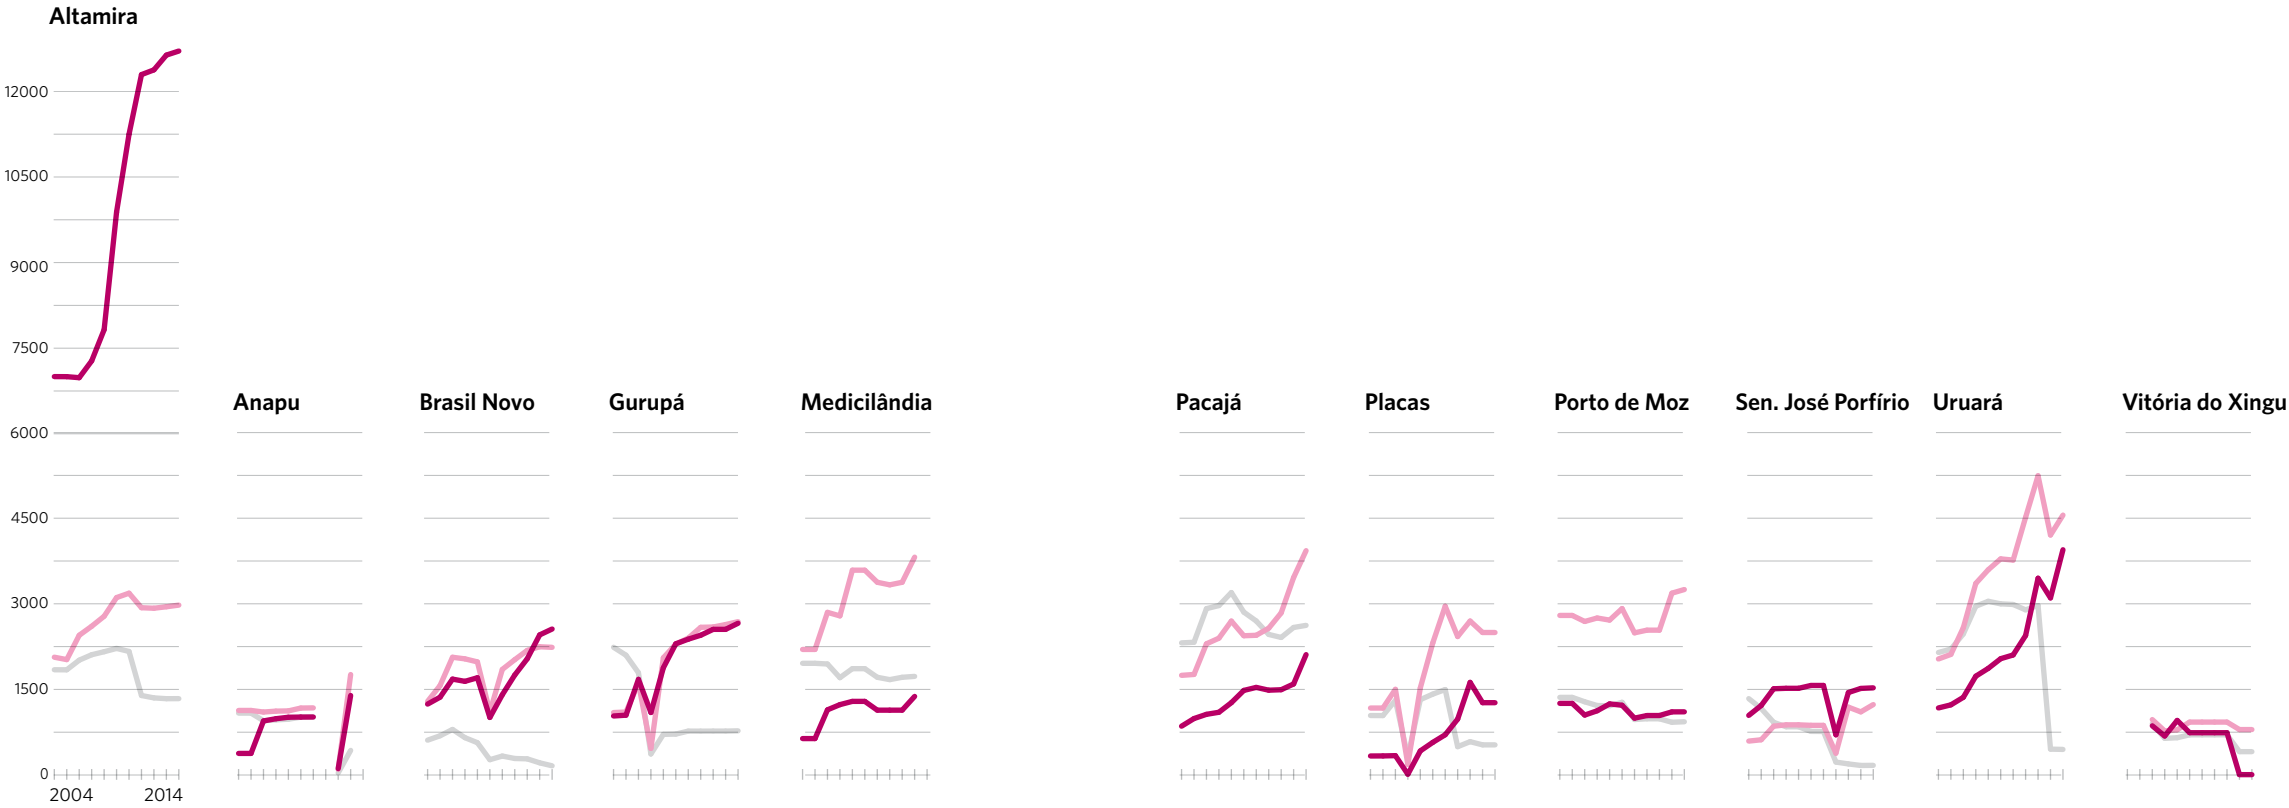 Altamira
12000
10500
9000
7500
Anapu
Brasil Novo
Gurupá
Medicilândia
Pacajá
Placas
Porto de Moz
Sen. José Porfírio
Uruará
Vitória do Xingu
6000
4500
3000
1500
0
2004 2014